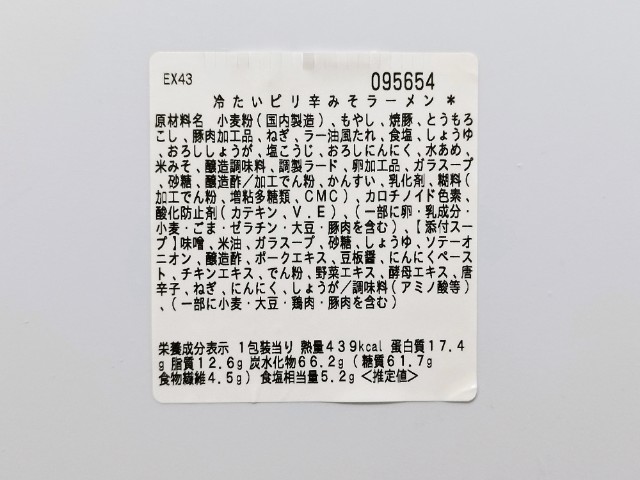 EX43
095654
冷たいピリ辛みそラーメン *
原材料名 小麦粉(国内製造)、もやし、焼豚、とうもろ
こし、豚肉加工品、ねぎ、ラー油風たれ、食塩、しょうゆ
、おろししょうが、塩こうじ、おろしにんにく、水あめ、
米みそ、醸造調味料、調製ラード、卵加工品、ガラスープ
、砂糖、醸造酢/加工でん粉、かんすい、乳化剤、糊料(
加工でん粉、増粘多糖類、CMC)、カロチノイド色素、
酸化防止剤(カテキン、V.E)、(一部に卵・乳成分・
小麦・ごま・ゼラチン・大豆・豚肉を含む)、【添付スー
プ】味噌、米油、ガラスープ、砂糖、しょうゆ、ソテーオ
ニオン、醸造酢、ポークエキス、豆板醤、にんにくペース
ト、チキンエキス、でん粉、野菜エキス、酵母エキス、唐
辛子、ねぎ、にんにく、しょうが/調味料(アミノ酸等)
、(一部に小麦・大豆・鶏肉・豚肉を含む)
栄養成分表示 1包装当り 熱量439kcal 蛋白質17.4
g 脂質12.6g 炭水化物66.2g(糖質61.7g
食物繊維4.5g) 食塩相当量5.2g <推定値>